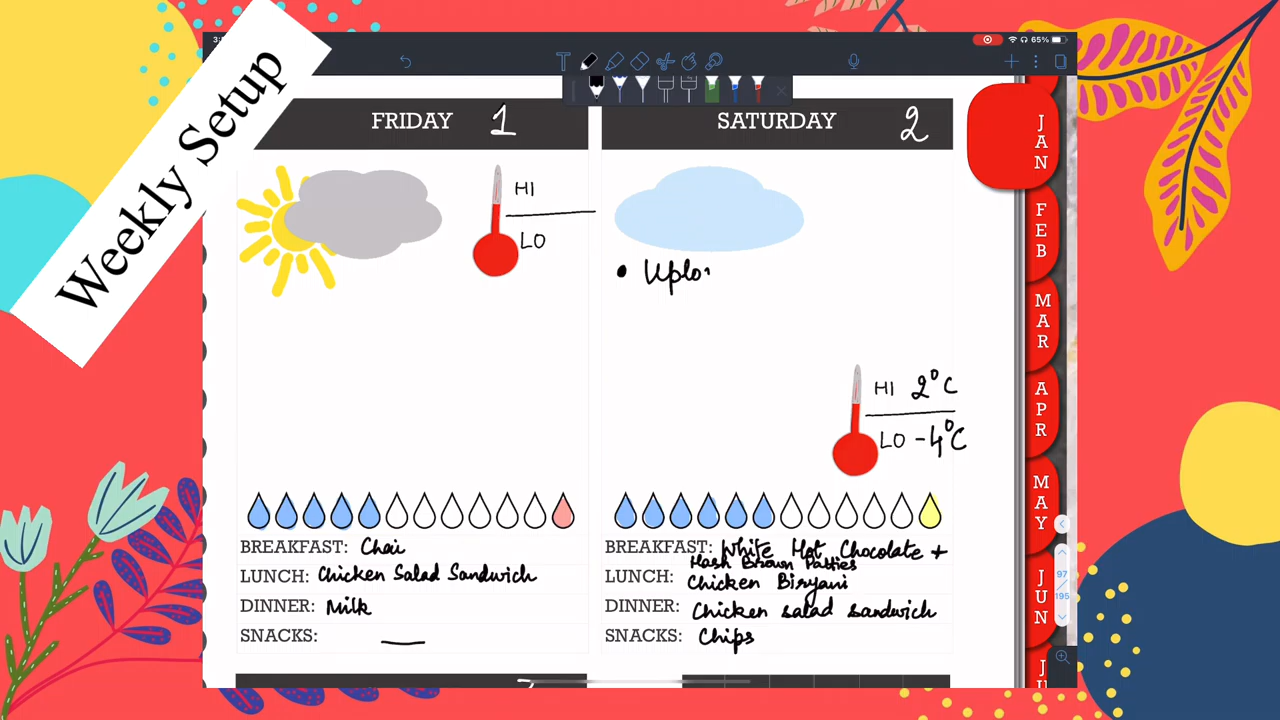 Weekly Setup
65%
FRIDAY 1
HI
LO
BREAKFAST: Chai
LUNCH: Chicken Salad Sandwich
DINNER: Milk
SNACKS: —
SATURDAY 2
• Uplo
HI 2°C
LO -4°C
BREAKFAST: White Hot Chocolate +
Hash Brown Patties
LUNCH: Chicken Biryani
DINNER: Chicken salad sandwich
SNACKS: Chips
JAN
FEB
MAR
APR
MAY
JUN
97
195